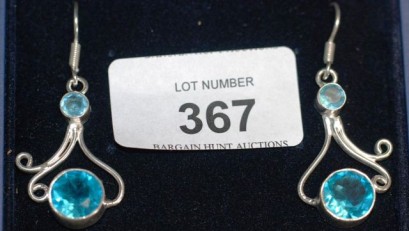 LOT NUMBER
367
BARGAIN HUNT AUCTIONS